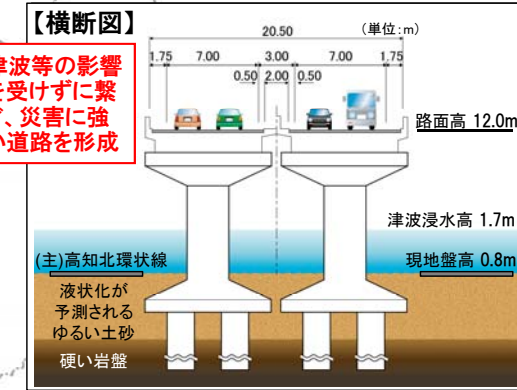 【横断図】
(単位:m)
20.50
1.75 7.00 3.00 7.00 1.75
0.50 2.00 0.50
津波等の影響
を受けずに繋
、災害に強
い道路を形成
路面高 12.0m
津波浸水高 1.7m
(主)高知北環状線
現地盤高 0.8m
液状化が
予測される
ゆるい土砂
硬い岩盤